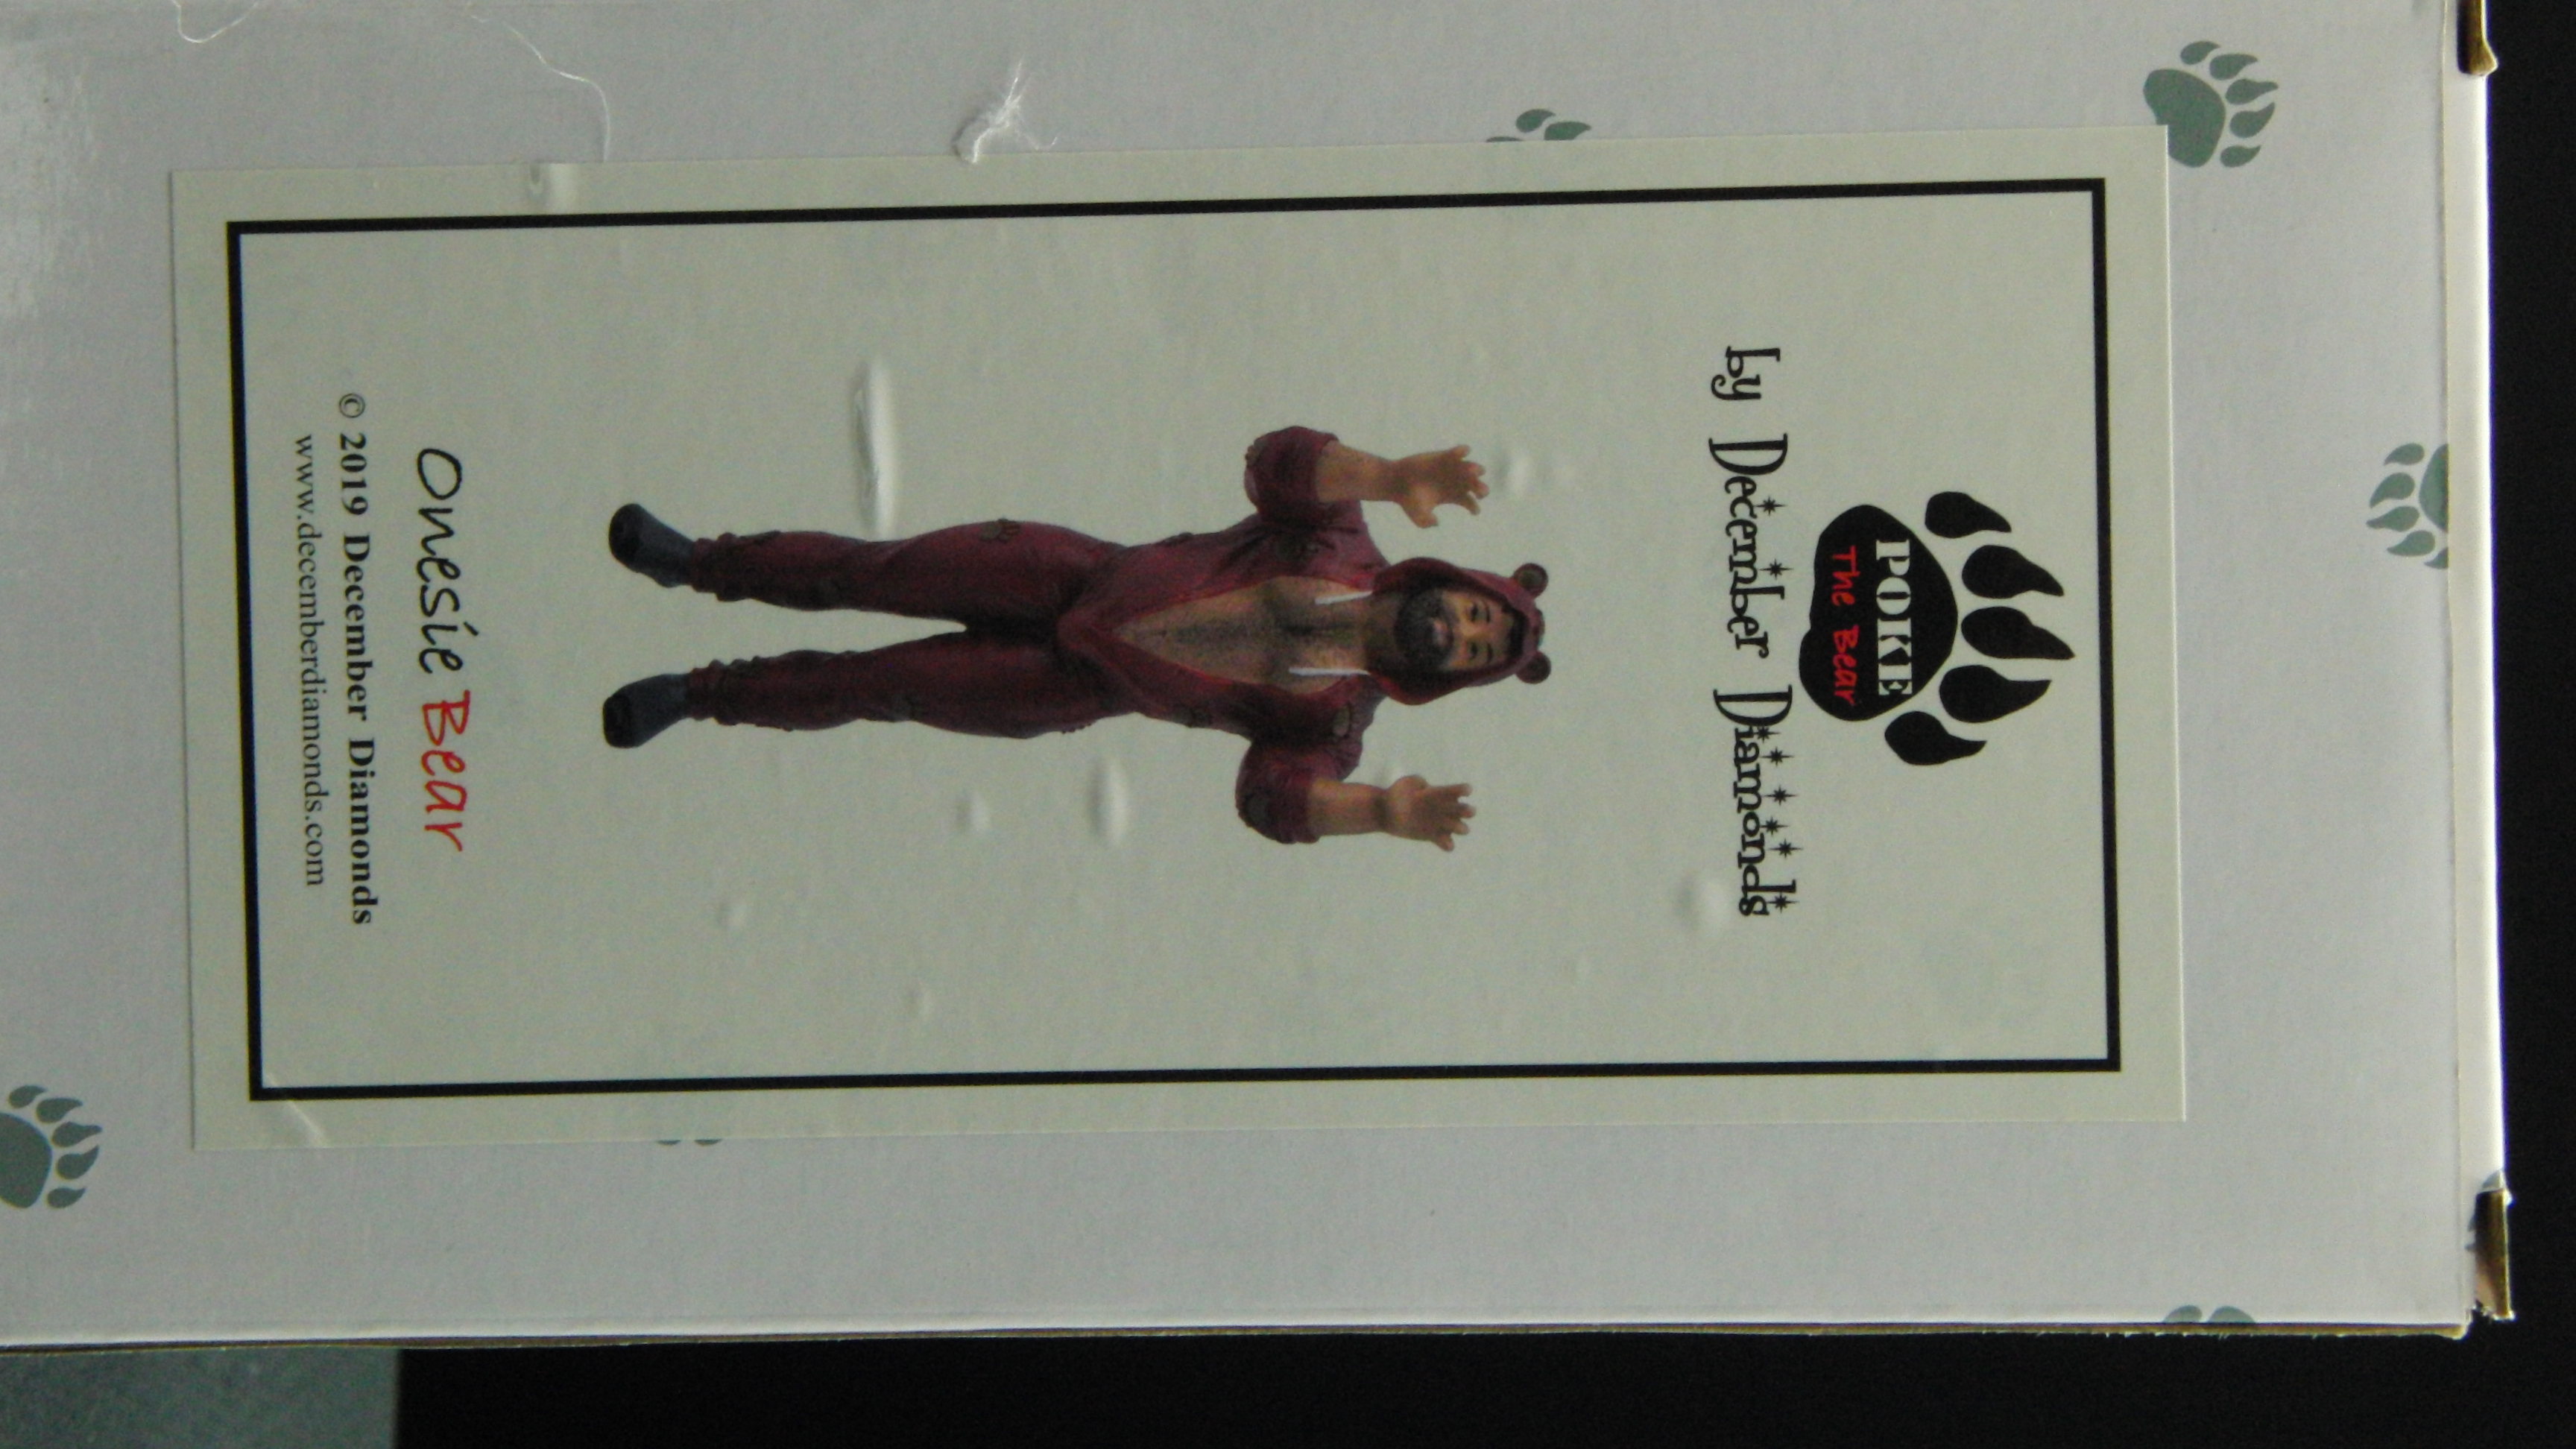 POKE
The Bear
by December Diamonds
Onesie Bear
© 2019 December Diamonds
www.decemberdiamonds.com